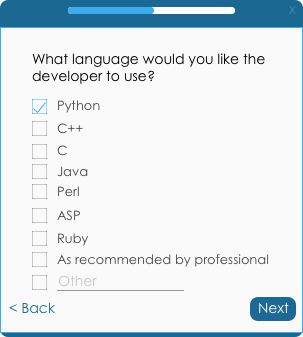 X
What language would you like the
developer to use?
Python
C++
C
Java
Perl
ASP
Ruby
As recommended by professional
Other
< Back
Next